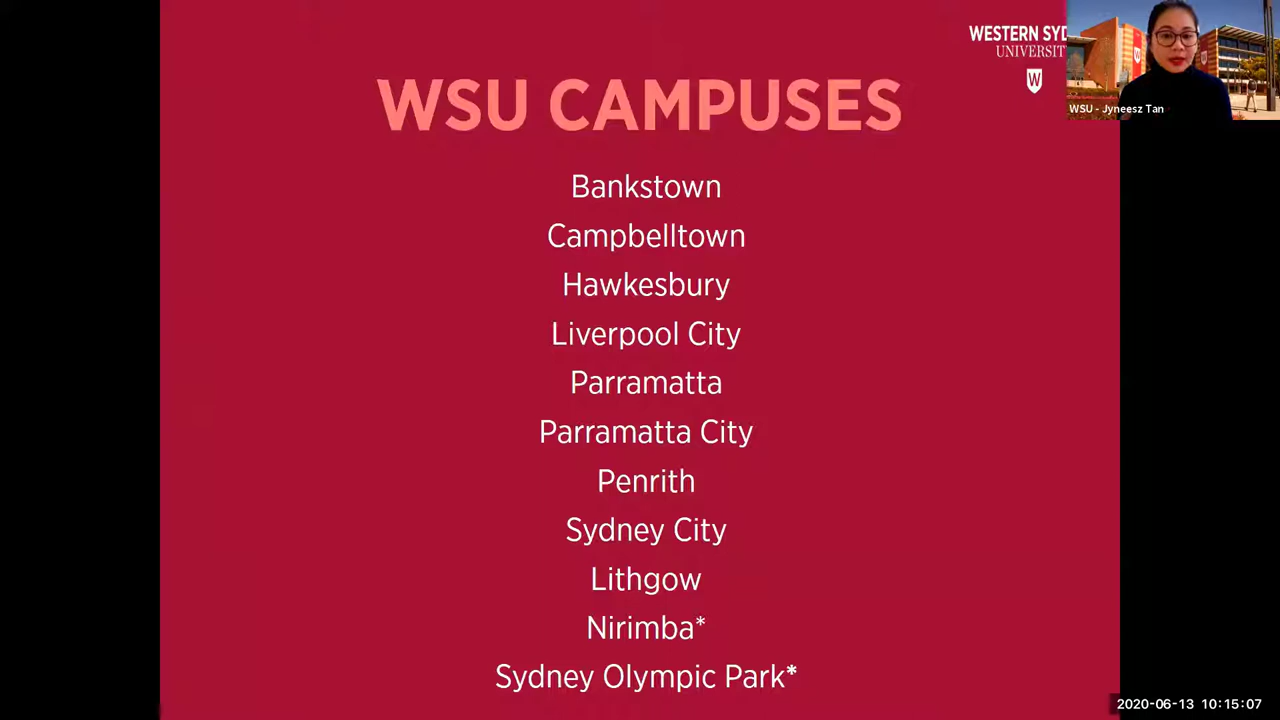 WESTERN SYD
UNIVERSIT
W
WSU - Jyneesz Tan
WSU CAMPUSES
Bankstown
Campbelltown
Hawkesbury
Liverpool City
Parramatta
Parramatta City
Penrith
Sydney City
Lithgow
Nirimba*
Sydney Olympic Park*
2020-06-13 10:15:07